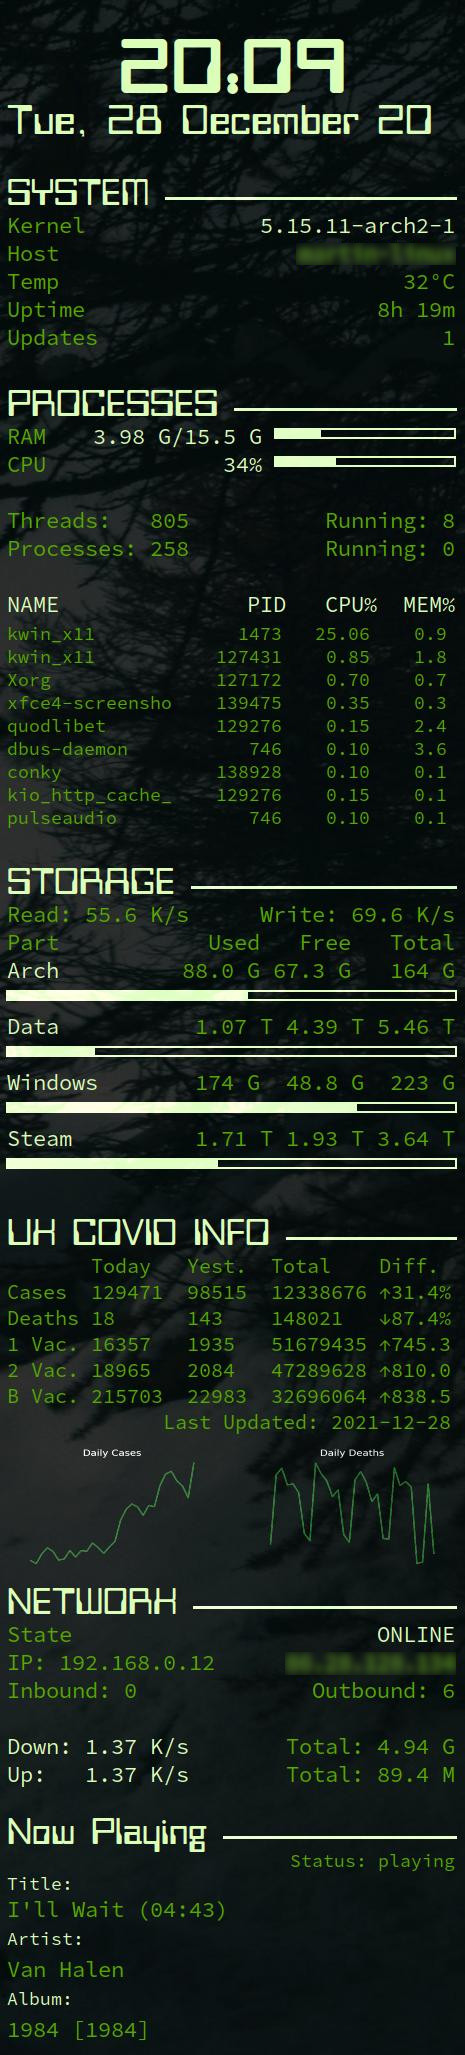 20:09
Tue, 28 December 20
SYSTEM
Kernel 5.15.11-arch2-1
Host
Temp 32°C
Uptime 8h 19m
Updates 1
PROCESSES
RAM 3.98 G/15.5 G
CPU 34%
Threads: 805 Running: 8
Processes: 258 Running: 0
NAME PID CPU% MEM%
kwin_x11 1473 25.06 0.9
kwin_x11 127431 0.85 1.8
Xorg 127172 0.70 0.7
xfce4-screensho 139475 0.35 0.3
quodlibet 129276 0.15 2.4
dbus-daemon 746 0.10 3.6
conky 138928 0.10 0.1
kio_http_cache_ 129276 0.15 0.1
pulseaudio 746 0.10 0.1
STORAGE
Read: 55.6 K/s Write: 69.6 K/s
Part Used Free Total
Arch 88.0 G 67.3 G 164 G
Data 1.07 T 4.39 T 5.46 T
Windows 174 G 48.8 G 223 G
Steam 1.71 T 1.93 T 3.64 T
UK COVID INFO
Today Yest. Total Diff.
Cases 129471 98515 12338676 ↑31.4%
Deaths 18 143 148021 ↓87.4%
1 Vac. 16357 1935 51679435 ↑745.3
2 Vac. 18965 2084 47289628 ↑810.0
B Vac. 215703 22983 32696064 ↑838.5
Last Updated: 2021-12-28
Daily Cases Daily Deaths
NETWORK
State ONLINE
IP: 192.168.0.12
Inbound: 0 Outbound: 6
Down: 1.37 K/s Total: 4.94 G
Up: 1.37 K/s Total: 89.4 M
Now Playing
Status: playing
Title:
I'll Wait (04:43)
Artist:
Van Halen
Album:
1984 [1984]